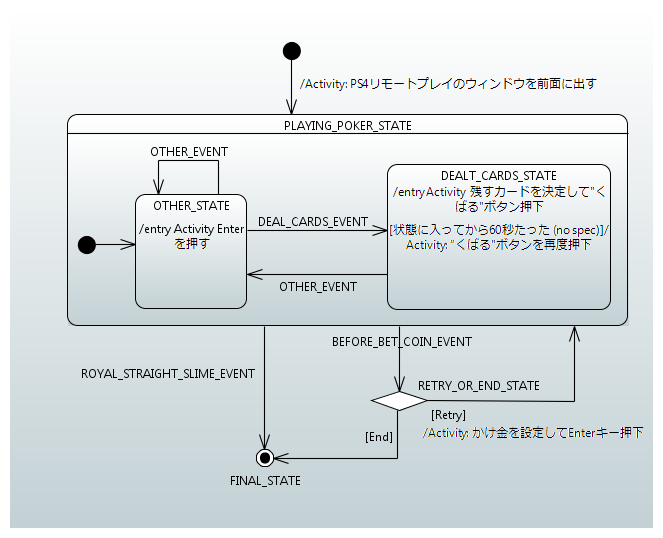 /Activity: PS4リモートプレイのウィンドウを前面に出す
PLAYING_POKER_STATE
OTHER_EVENT
OTHER_STATE
/entry Activity Enter
を押す
DEAL_CARDS_EVENT
OTHER_EVENT
DEALT_CARDS_STATE
/entryActivity 残すカードを決定して"く
ばる"ボタン押下
[状態に入ってから60秒たった (no spec)]/
Activity: "くばる"ボタンを再度押下
BEFORE_BET_COIN_EVENT
ROYAL_STRAIGHT_SLIME_EVENT
RETRY_OR_END_STATE
[Retry]
/Activity: かけ金を設定してEnterキー押下
[End]
FINAL_STATE